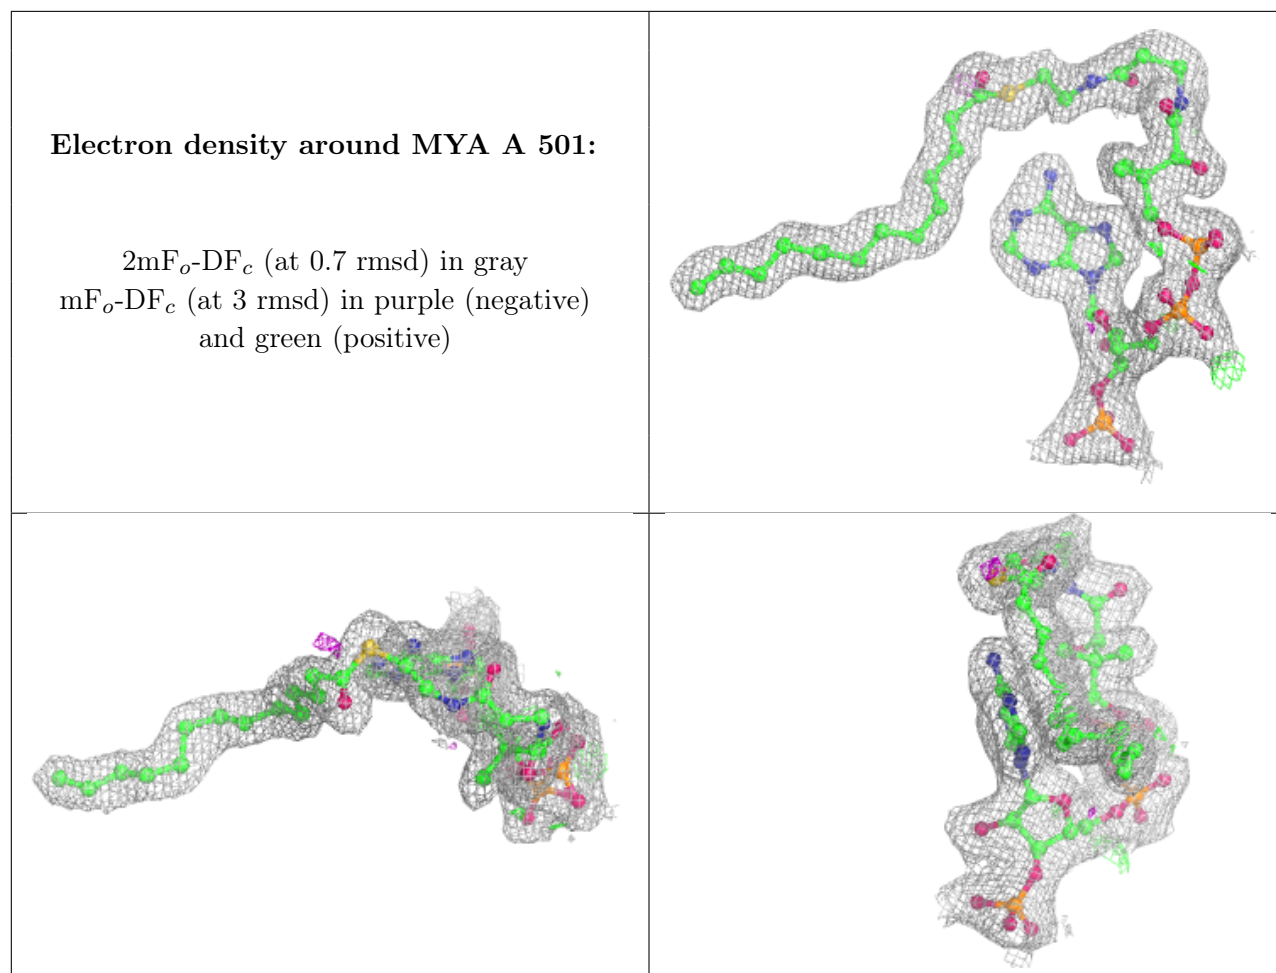 Electron density around MYA A 501:
2mFo-DFc (at 0.7 rmsd) in gray
mFo-DFc (at 3 rmsd) in purple (negative)
and green (positive)